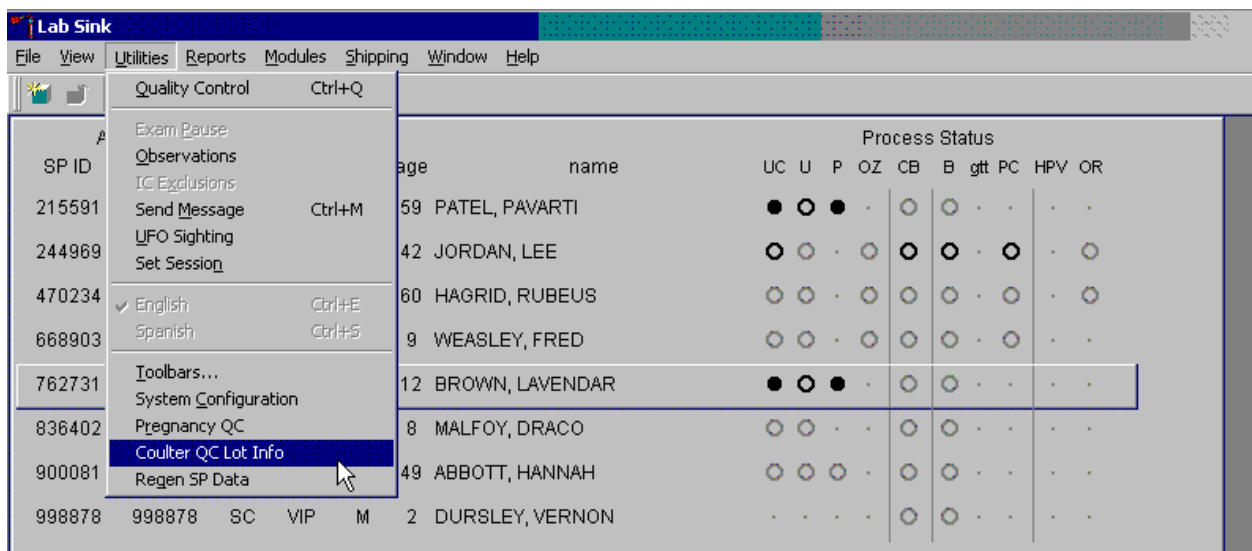 Lab Sink
File View Utilities Reports Modules Shipping Window Help
Quality Control Ctrl+Q
Exam Pause
Observations
IC Exclusions
Send Message Ctrl+M
UFO Sighting
Set Session
English Ctrl+E
Spanish Ctrl+S
Toolbars...
System Configuration
Pregnancy QC
Coulter QC Lot Info
Regen SP Data
A Process Status
SP ID age name UC U P OZ CB B gtt PC HPV OR
215591 59 PATEL, PAVARTI
244969 42 JORDAN, LEE
470234 60 HAGRID, RUBEUS
668903 9 WEASLEY, FRED
762731 12 BROWN, LAVENDAR
836402 8 MALFOY, DRACO
900081 49 ABBOTT, HANNAH
998878 998878 SC VIP M 2 DURSLEY, VERNON